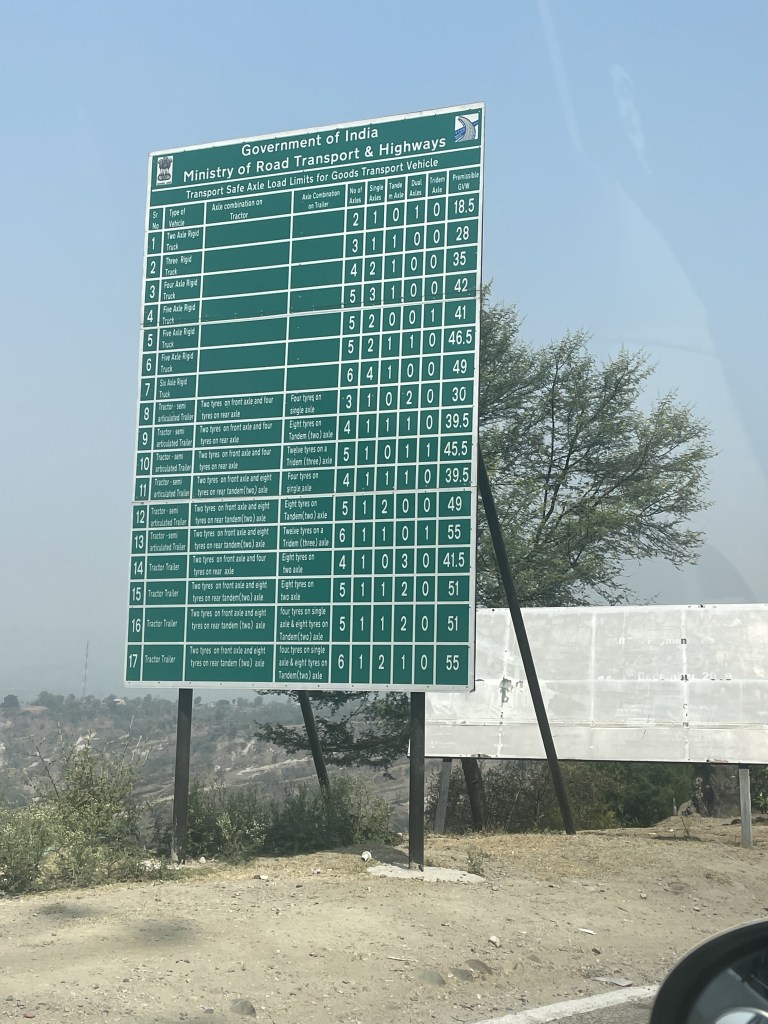 Government of India
Ministry of Road Transport & Highways
Transport Safe Axle Load Limits for Goods Transport Vehicle
Sr No Type of Vehicle Axle combination on Tractor Axle Combination on Trailer No of Axles Single Axles Tande m Axle Dual Axles Tridem Axle Premissible GVW
1 Two Axle Rigid Truck 2 1 0 1 0 18.5
2 Three Rigid Truck 3 1 1 0 0 28
3 Four Axle Rigid Truck 4 2 1 0 0 35
4 Five Axle Rigid Truck 5 3 1 0 0 42
5 Five Axle Rigid Truck 5 2 0 0 1 41
6 Five Axle Rigid Truck 5 2 1 1 0 46.5
7 Six Axle Rigid Truck 6 4 1 0 0 49
8 Tractor - semi articulated Trailer Two tyres on front axle and four tyres on rear axle Four tyres on single axle 3 1 0 2 0 30
9 Tractor - semi articulated Trailer Two tyres on front axle and four tyres on rear axle Eight tyres on Tandem (two) axle 4 1 1 1 0 39.5
10 Tractor - semi articulated Trailer Two tyres on front axle and four tyres on rear axle Twelve tyres on a Tridem (three) axle 5 1 0 1 1 45.5
11 Tractor - semi articulated Trailer Two tyres on front axle and eight tyres on rear tandem(two) axle Four tyres on single axle 4 1 1 1 0 39.5
12 Tractor - semi articulated Trailer Two tyres on front axle and eight tyres on rear tandem(two) axle Eight tyres on Tandem(two) axle 5 1 2 0 0 49
13 Tractor - semi articulated Trailer Two tyres on front axle and eight tyres on rear tandem(two) axle Twelve tyres on a Tridem (three) axle 6 1 1 0 1 55
14 Tractor Trailer Two tyres on front axle and four tyres on rear axle Eight tyres on two axle 4 1 0 3 0 41.5
15 Tractor Trailer Two tyres on front axle and eight tyres on rear tandem (two) axle Eight tyres on two axle 5 1 1 2 0 51
16 Tractor Trailer Two tyres on front axle and eight tyres on rear tandem (two) axle four tyres on single axle & eight tyres on Tandem(two) axle 5 1 1 2 0 51
17 Tractor Trailer Two tyres on front axle and eight tyres on rear tandem (two) axle four tyres on single axle & eight tyres on Tandem(two) axle 6 1 2 1 0 55